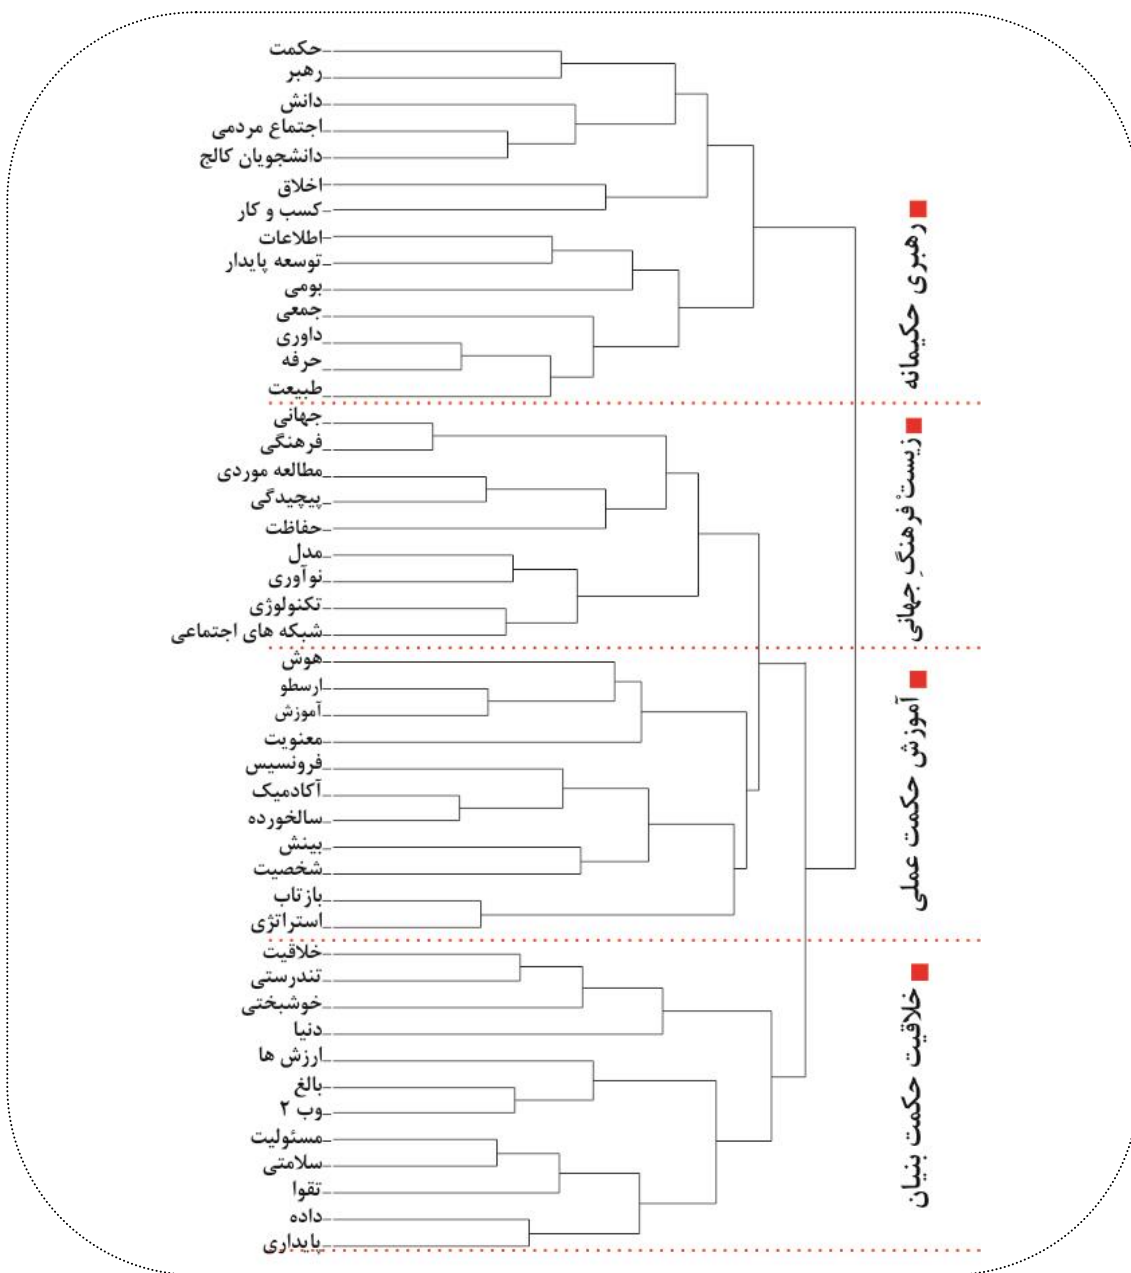 حکمت
رهبر
دانش
اجتماع مردمی
دانشجویان کالج
اخلاق
کسب و کار
اطلاعات
توسعه پایدار
بومی
جمعی
داوری
حرفه
طبیعت
رهبری حکیمانه
جهانی
فرهنگی
مطالعه موردی
پیچیدگی
حفاظت
مدل
نوآوری
تکنولوژی
شبکه های اجتماعی
زیستْ فرهنگِ جهانی
هوش
ارسطو
آموزش
معنویت
فرونسیس
آکادمیک
سالخورده
بینش
شخصیت
بازتاب
استراتژی
آموزش حکمت عملی
خلاقیت
تندرستی
خوشبختی
دنیا
ارزش ها
بالغ
وب ۲
مسئولیت
سلامتی
تقوا
داده
پایداری
خلاقیت حکمت بنیان